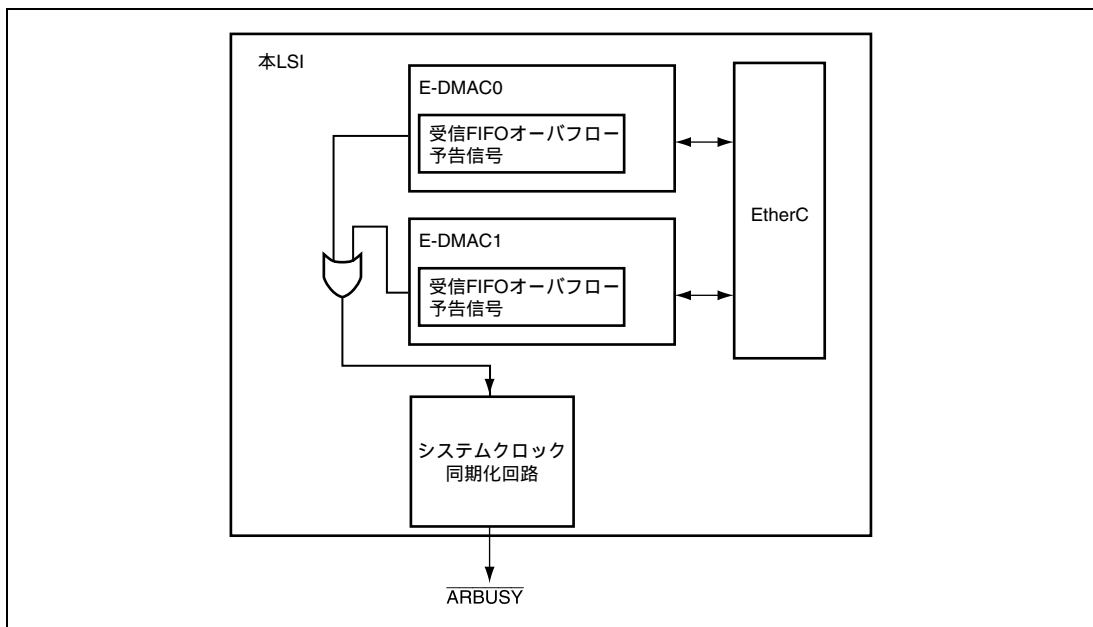 本LSI
E-DMAC0
受信FIFOオーバフロー
予告信号
EtherC
E-DMAC1
受信FIFOオーバフロー
予告信号
システムクロック
同期化回路
ARBUSY